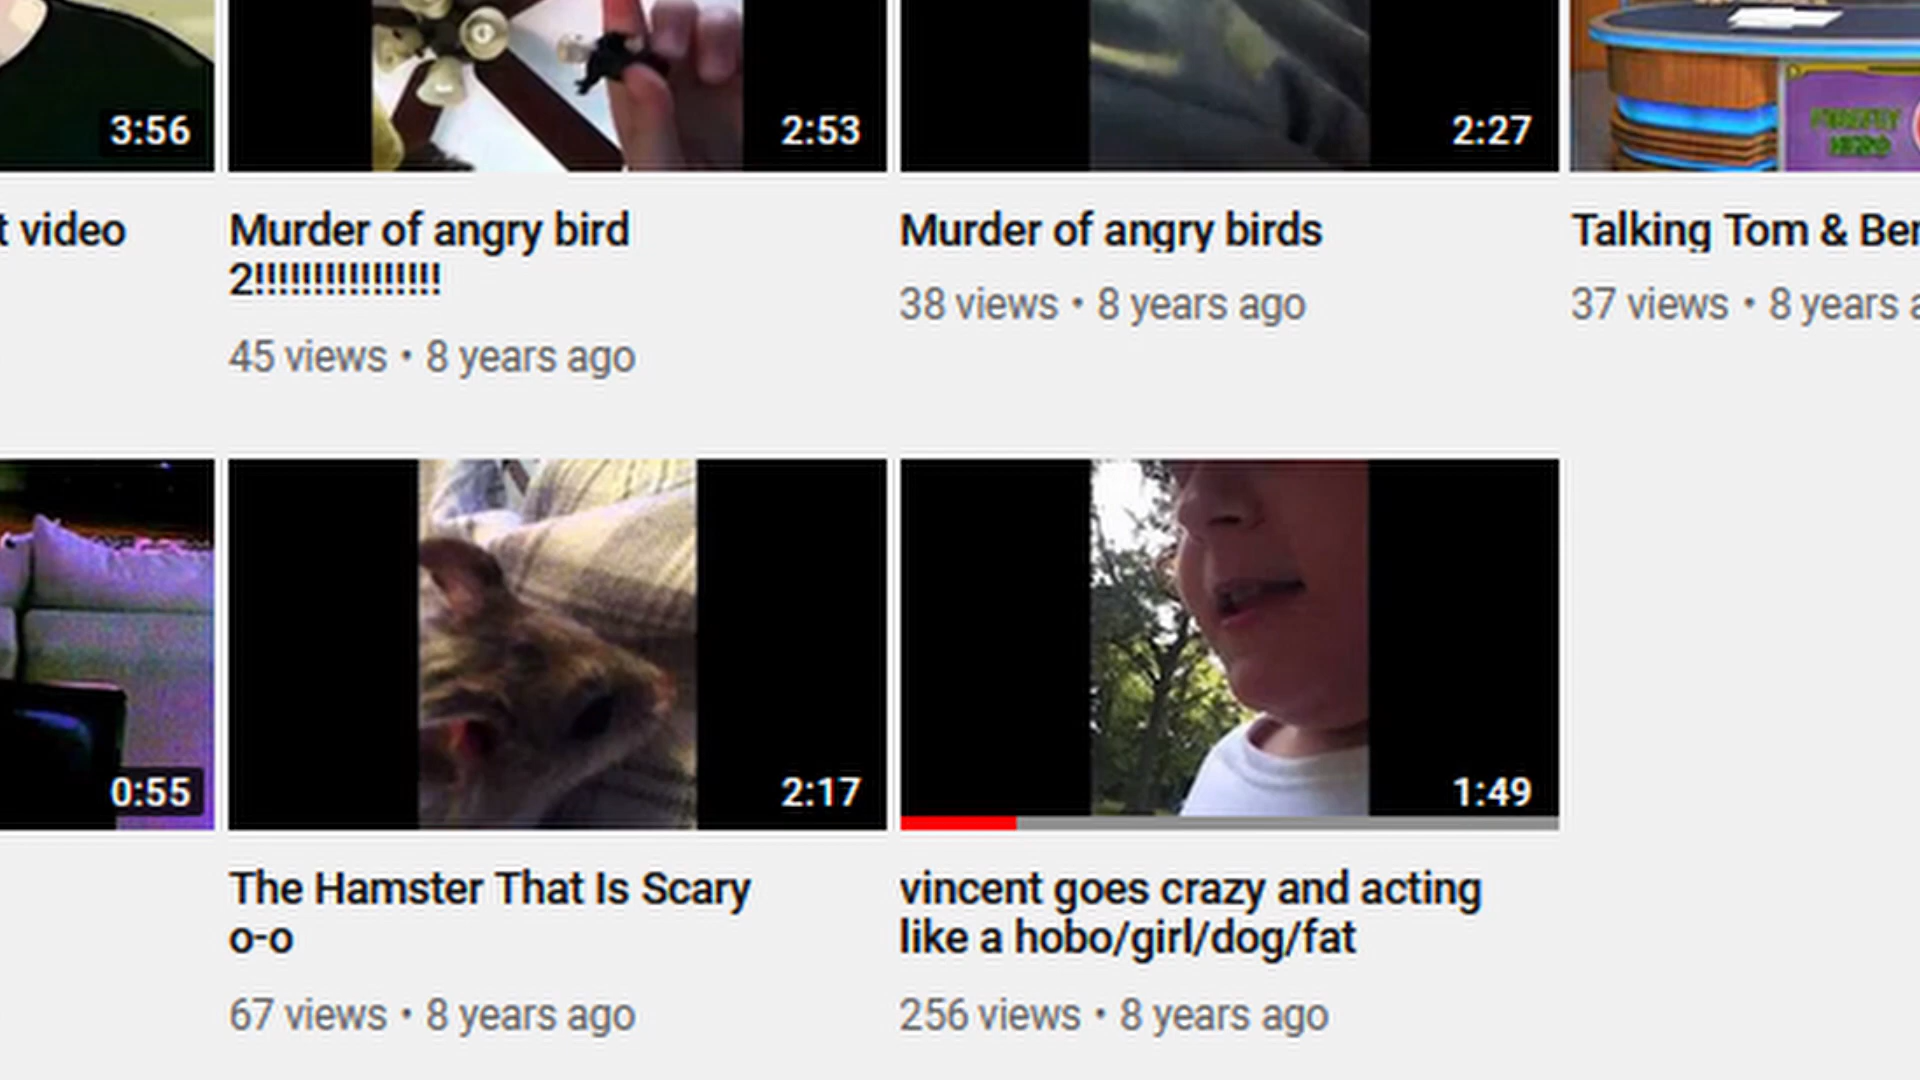 3:56
2:53
2:27
t video
Murder of angry bird
2!!!!!!!!!!!!!!!!
45 views • 8 years ago
Murder of angry birds
38 views • 8 years ago
Talking Tom & Ben
37 views • 8 years a
0:55
2:17
1:49
The Hamster That Is Scary
o-o
67 views • 8 years ago
vincent goes crazy and acting
like a hobo/girl/dog/fat
256 views • 8 years ago